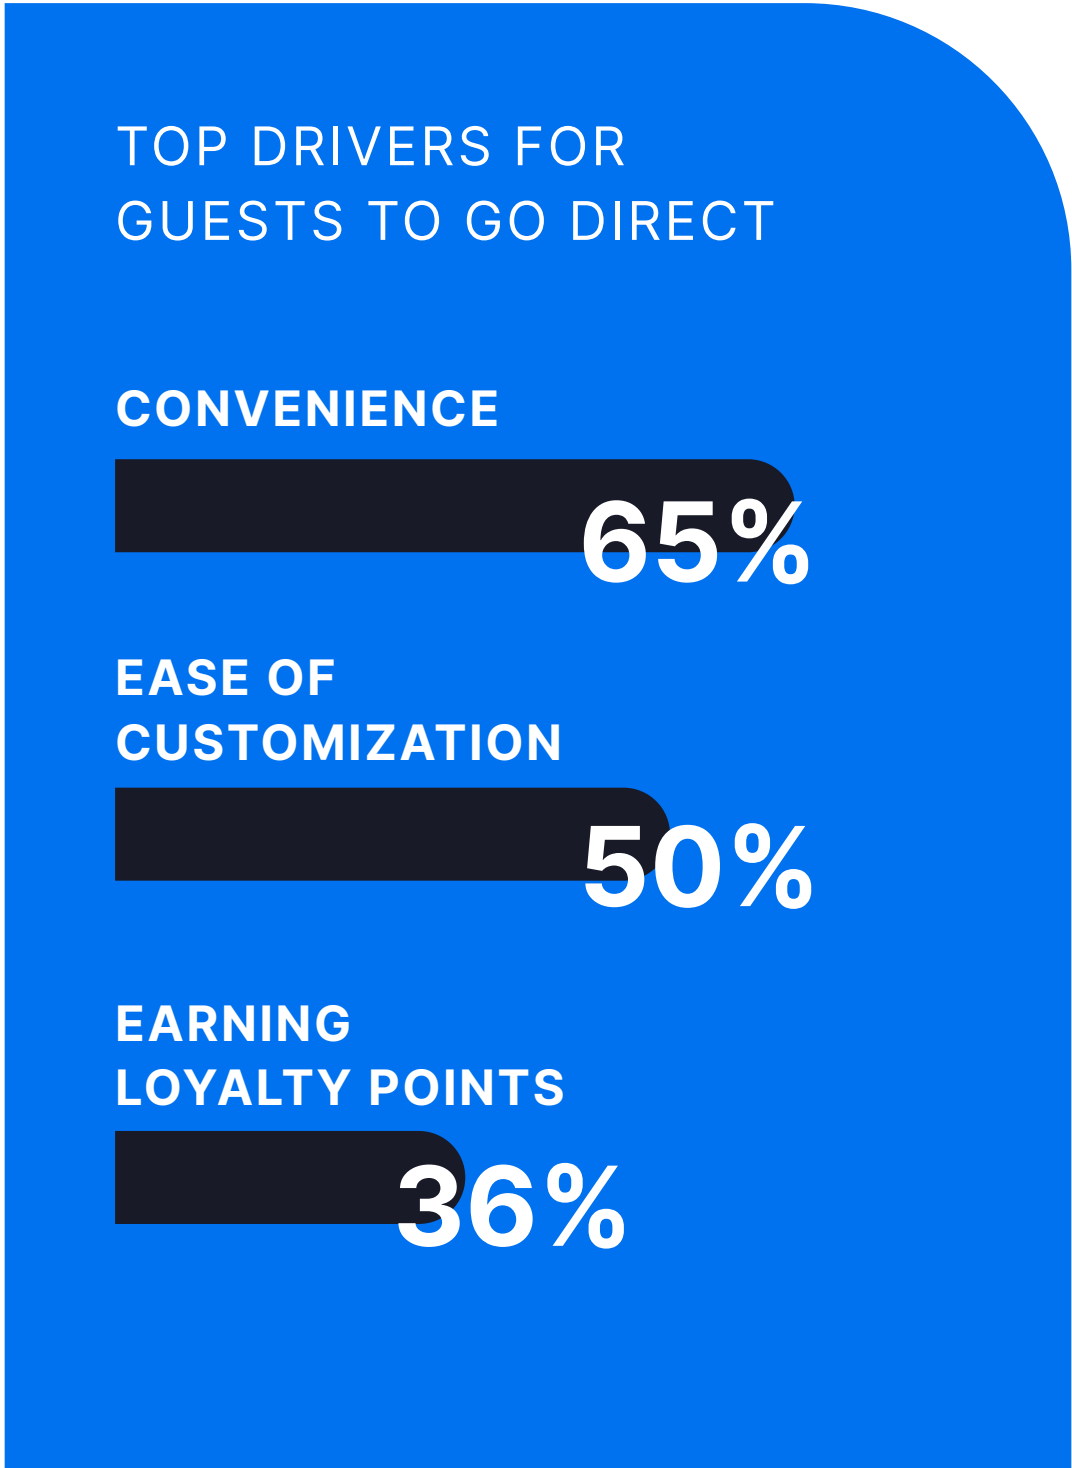 TOP DRIVERS FOR
GUESTS TO GO DIRECT
CONVENIENCE
65%
EASE OF
CUSTOMIZATION
50%
EARNING
LOYALTY POINTS
36%